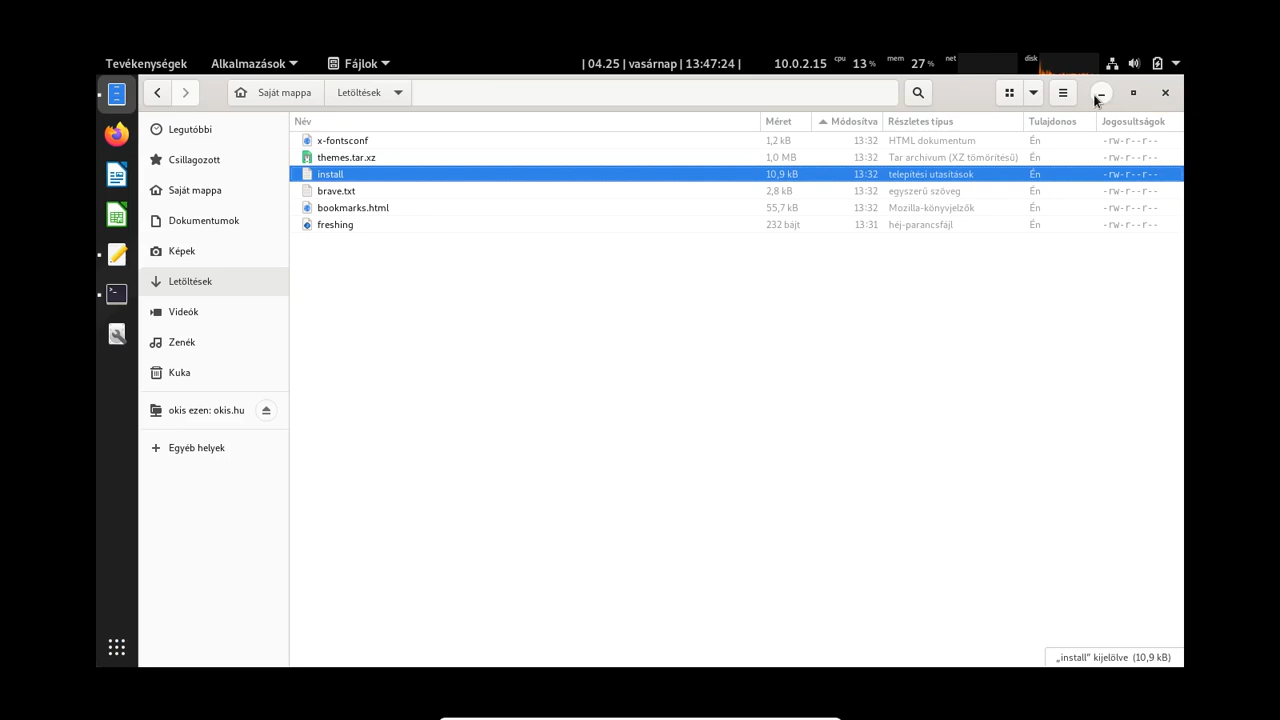 Tevékenységek Alkalmazások Fájlok | 04.25 | vasárnap | 13:47:24 | 10.0.2.15 cpu 13 % mem 27 % net disk
Saját mappa Letöltések
Név Méret Módosítva Részletes típus Tulajdonos Jogosultságok
x-fontsconf 1,2 kB 13:32 HTML dokumentum Én -rw-r--r--
themes.tar.xz 1,0 MB 13:32 Tar archívum (XZ tömörítésű) Én -rw-r--r--
install 10,9 kB 13:32 telepítési utasítások Én -rw-r--r--
brave.txt 2,8 kB 13:32 egyszerű szöveg Én -rw-r--r--
bookmarks.html 55,7 kB 13:32 Mozilla-könyvjelzők Én -rw-r--r--
freshing 232 bájt 13:31 héj-parancsfájl Én -rw-r--r--
Legutóbbi
Csillagozott
Saját mappa
Dokumentumok
Képek
Letöltések
Videók
Zenék
Kuka
okis ezen: okis.hu
Egyéb helyek
„install” kijelölve (10,9 kB)